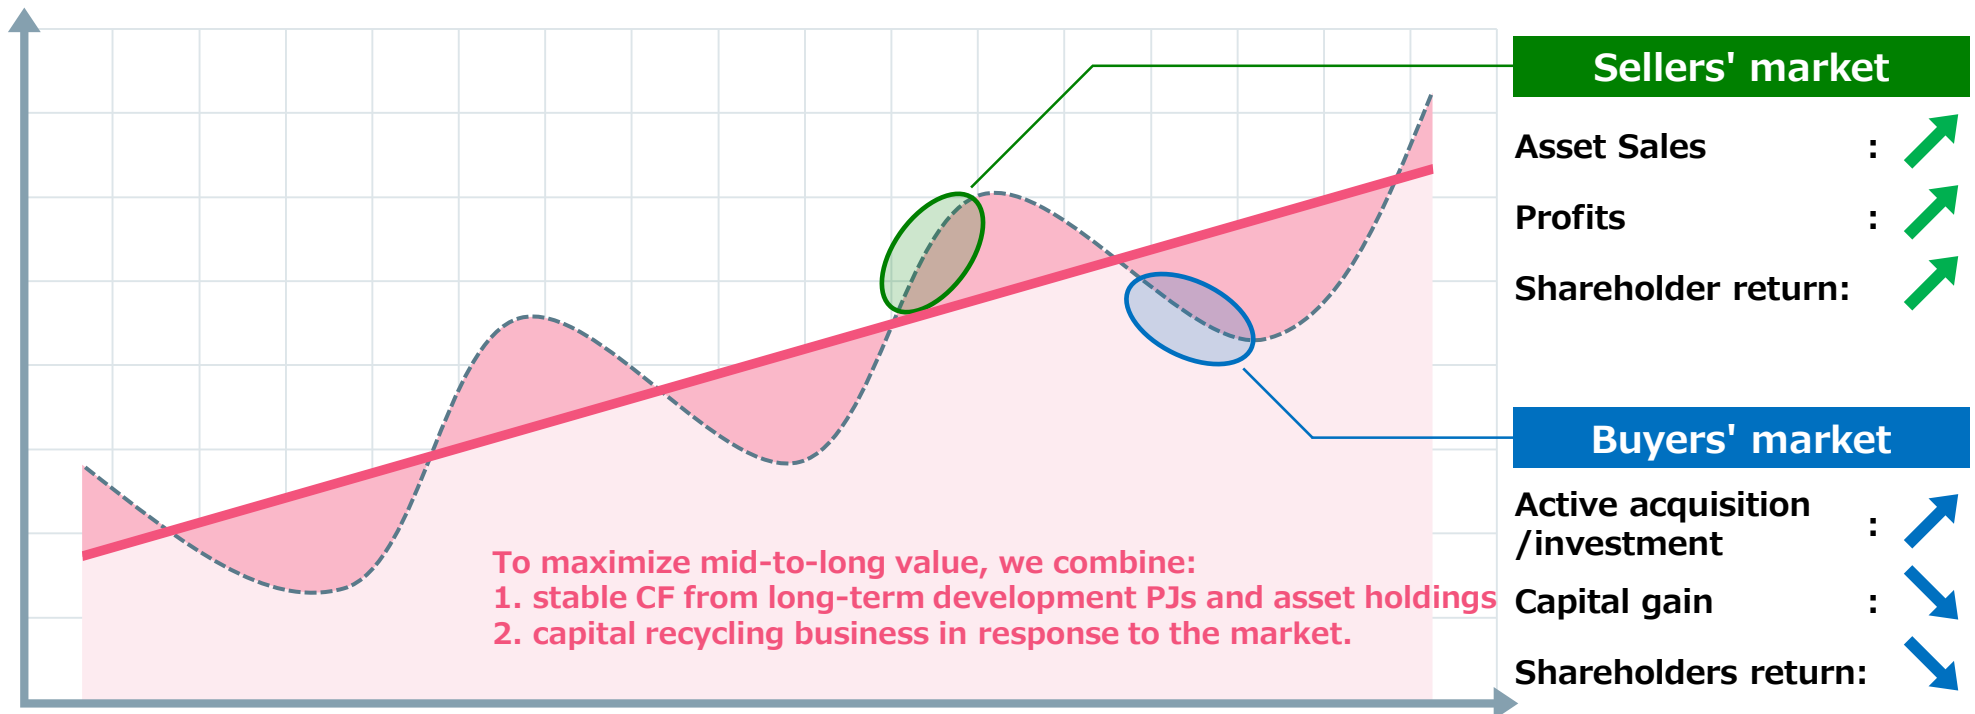 Sellers' market
Asset Sales :
Profits :
Shareholder return:
Buyers' market
Active acquisition
/investment :
Capital gain :
Shareholders return:
To maximize mid-to-long value, we combine:
1. stable CF from long-term development PJs and asset holdings
2. capital recycling business in response to the market.